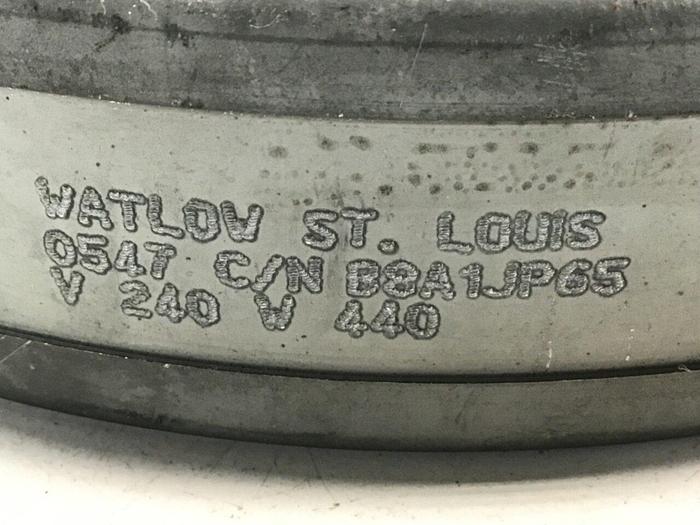 WATLOW ST. LOUIS
0547 C/N B8A1JP65
V 240 W 440